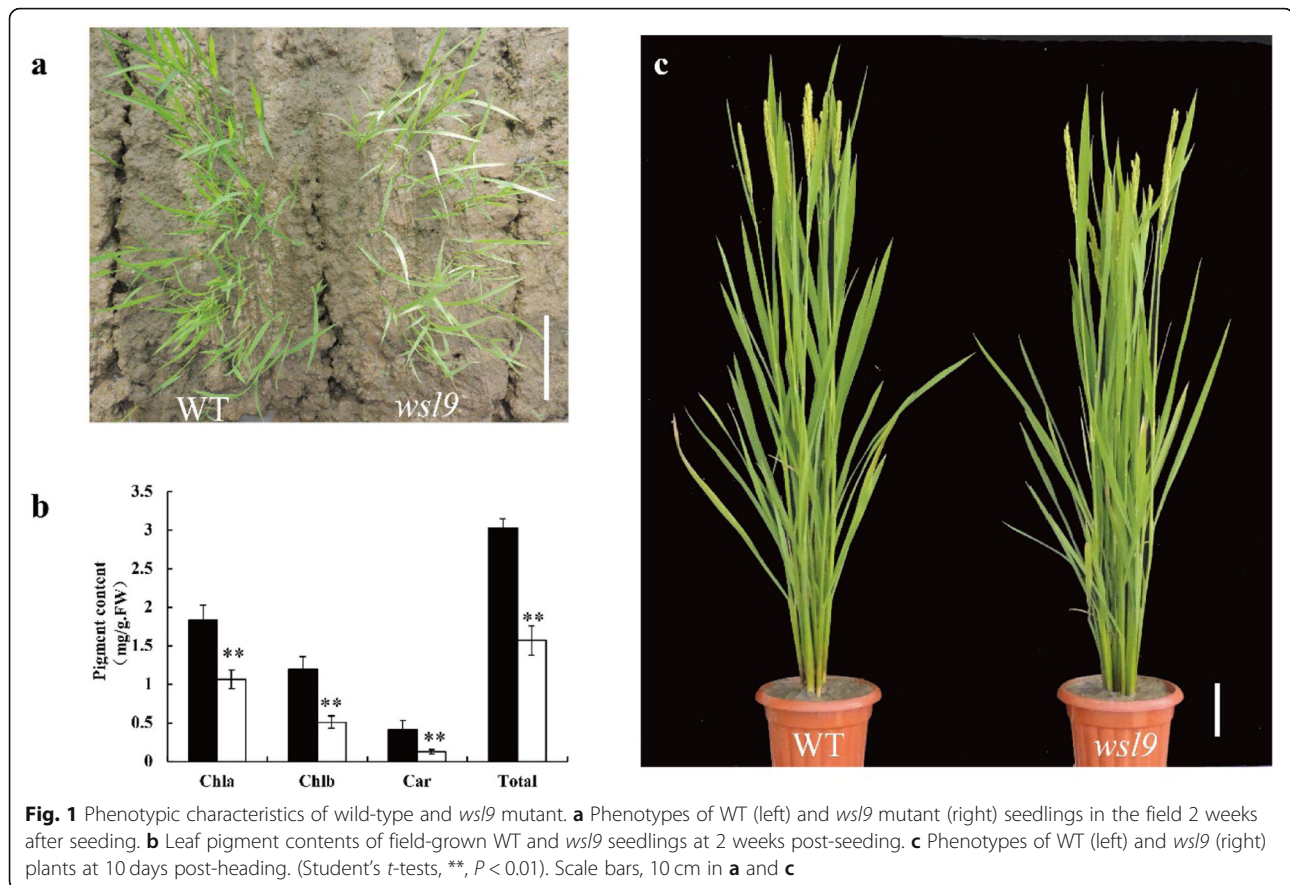 a
WT
wsl9
b
Pigment content
（mg/g.FW）
3.5
3
2.5
2
1.5
1
0.5
0
**
**
**
**
Chla
Chlb
Car
Total
c
WT
wsl9
Fig. 1 Phenotypic characteristics of wild-type and wsl9 mutant. a Phenotypes of WT (left) and wsl9 mutant (right) seedlings in the field 2 weeks
after seeding. b Leaf pigment contents of field-grown WT and wsl9 seedlings at 2 weeks post-seeding. c Phenotypes of WT (left) and wsl9 (right)
plants at 10 days post-heading. (Student's t-tests, **, P < 0.01). Scale bars, 10 cm in a and c